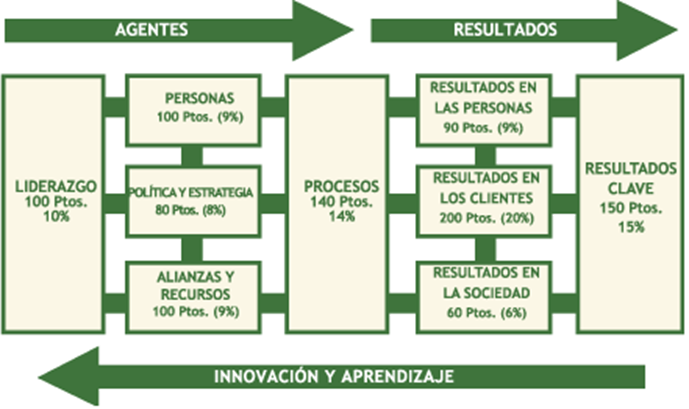 AGENTES
RESULTADOS
LIDERAZGO
100 Ptos.
10%
PERSONAS
100 Ptos. (9%)
POLÍTICA Y ESTRATEGIA
80 Ptos. (8%)
ALIANZAS Y
RECURSOS
100 Ptos. (9%)
PROCESOS
140 Ptos.
14%
RESULTADOS EN
LAS PERSONAS
90 Ptos. (9%)
RESULTADOS EN
LOS CLIENTES
200 Ptos. (20%)
RESULTADOS EN
LA SOCIEDAD
60 Ptos. (6%)
RESULTADOS
CLAVE
150 Ptos.
15%
INNOVACIÓN Y APRENDIZAJE